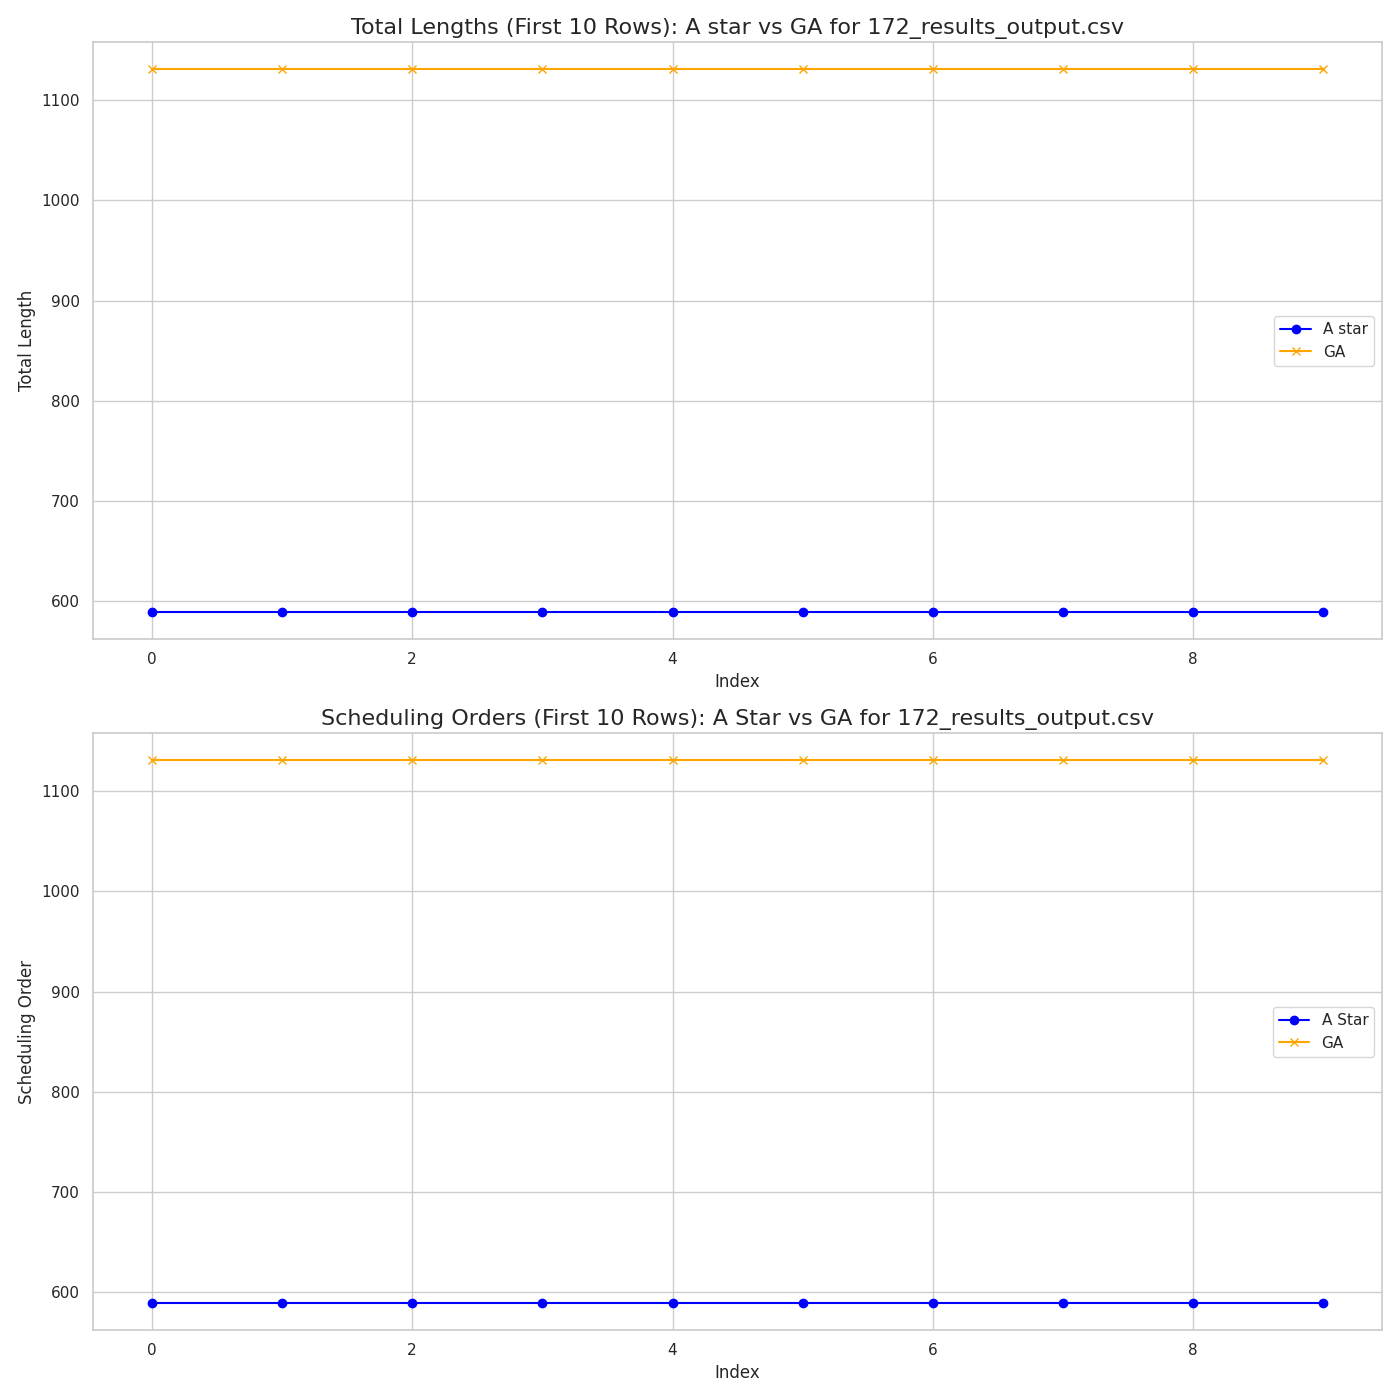 Total Lengths (First 10 Rows): A star vs GA for 172_results_output.csv
1100
1000
900
800
700
600
Total Length
A star
GA
0 2 4 6 8
Index
Scheduling Orders (First 10 Rows): A Star vs GA for 172_results_output.csv
1100
1000
900
800
700
600
Scheduling Order
A Star
GA
0 2 4 6 8
Index